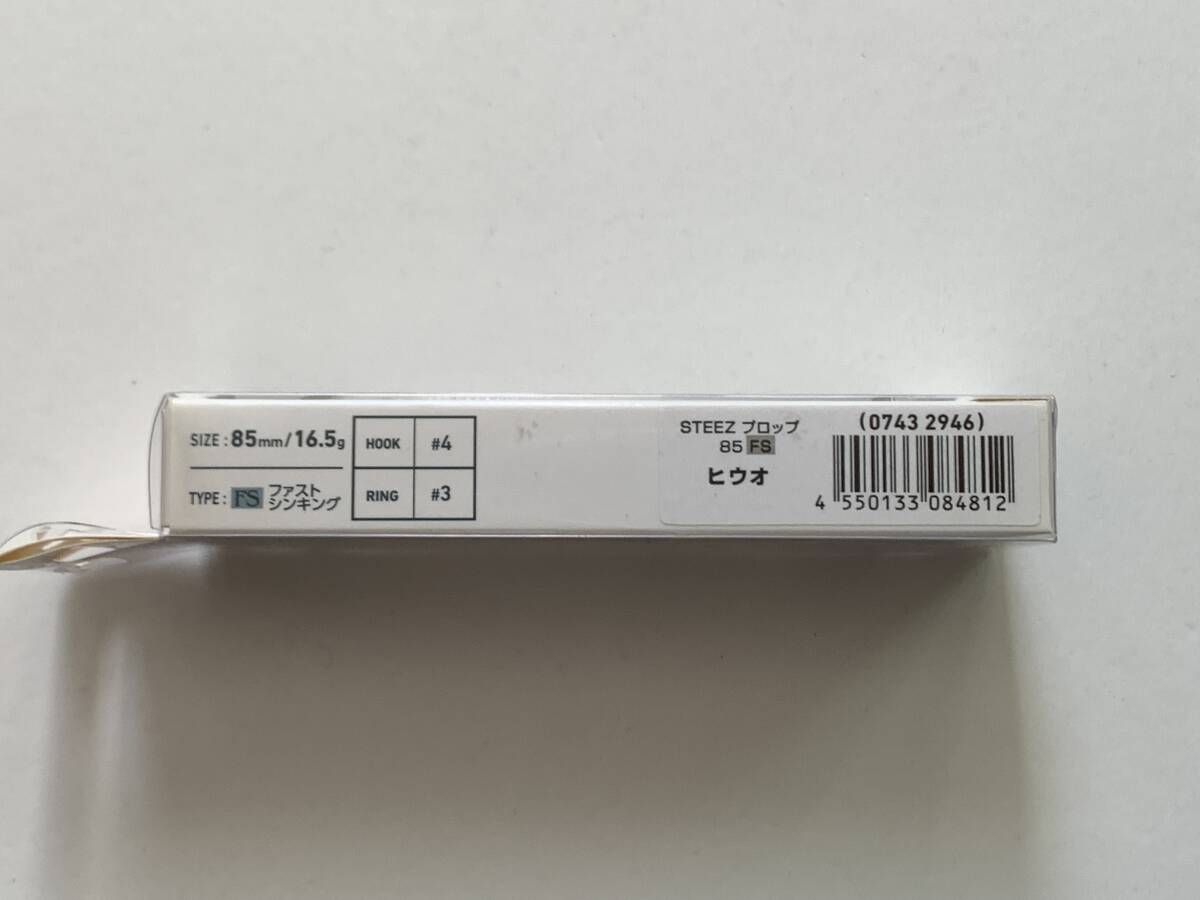 SIZE : 85mm/16.5g
TYPE : FS ファスト
シンキング
HOOK #4
RING #3
STEEZ プロップ
85 FS
ヒウオ
(0743 2946)
4 550133 084812